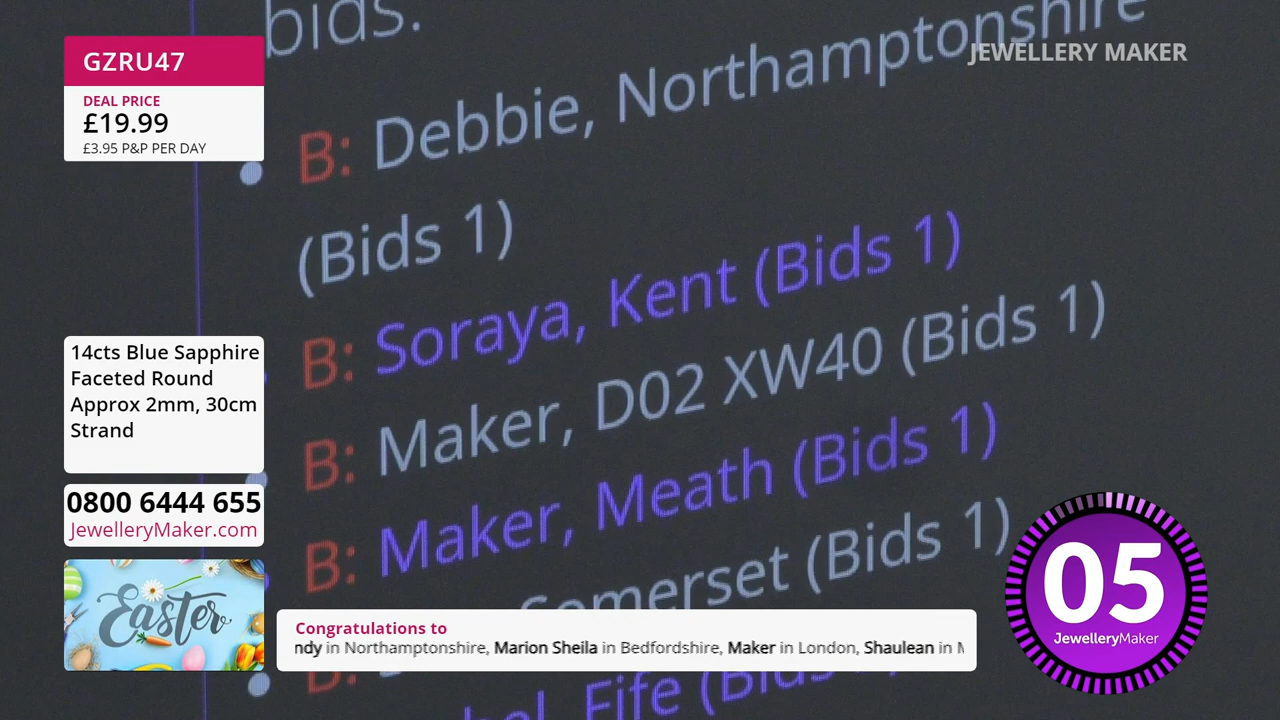 bids.
B: Debbie, Northamptonshire
(Bids 1)
B: Soraya, Kent (Bids 1)
B: Maker, D02 XW40 (Bids 1)
B: Maker, Meath (Bids 1)
Somerset (Bids 1)
B:
Fife (Bids
JEWELLERY MAKER
GZRU47
DEAL PRICE
£19.99
£3.95 P&P PER DAY
14cts Blue Sapphire
Faceted Round
Approx 2mm, 30cm
Strand
0800 6444 655
JewelleryMaker.com
Easter
Congratulations to
ndy in Northamptonshire, Marion Sheila in Bedfordshire, Maker in London, Shaulean in
05
JewelleryMaker